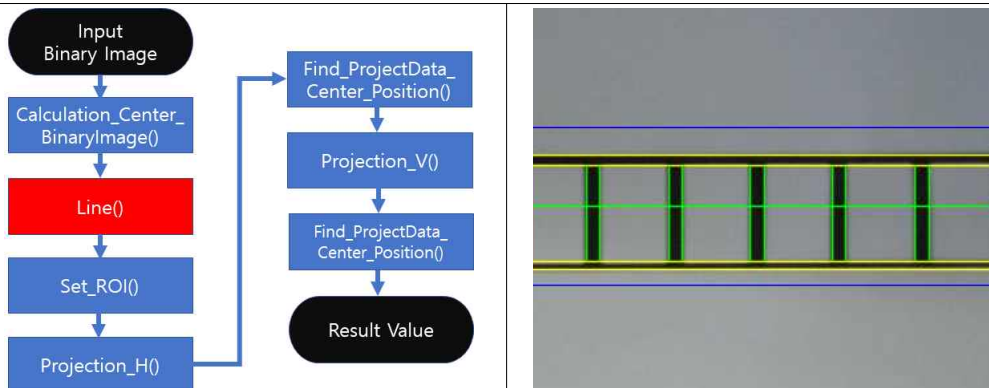 Input
Binary Image
Calculation_Center_
BinaryImage()
Line()
Set_ROI()
Projection_H()
Find_ProjectData_
Center_Position()
Projection_V()
Find_ProjectData_
Center_Position()
Result Value